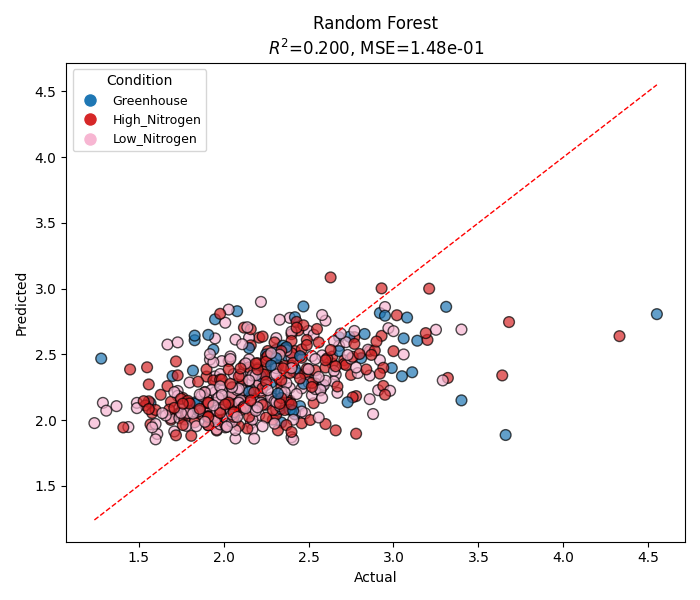 Random Forest
R²=0.200, MSE=1.48e-01
Condition
Greenhouse
High_Nitrogen
Low_Nitrogen
4.5
4.0
3.5
3.0
2.5
2.0
1.5
Predicted
1.5 2.0 2.5 3.0 3.5 4.0 4.5
Actual